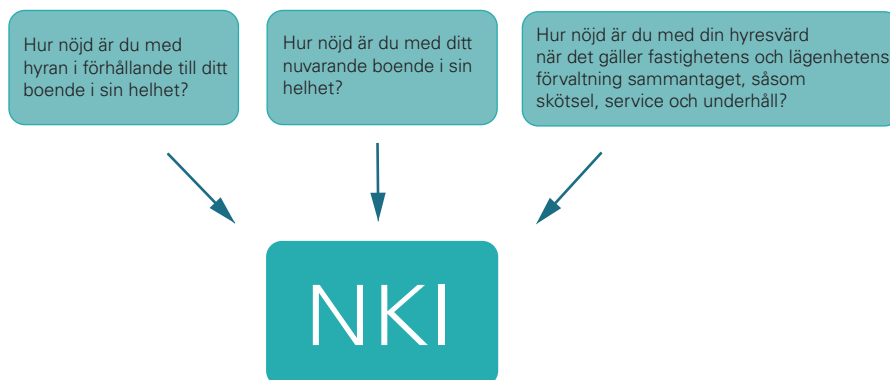 Hur nöjd är du med
hyran i förhållande till ditt
boende i sin helhet?
Hur nöjd är du med ditt
nuvarande boende i sin
helhet?
Hur nöjd är du med din hyresvärd
när det gäller fastighetens och lägenhetens
förvaltning sammantaget, såsom
skötsel, service och underhåll?
NKI